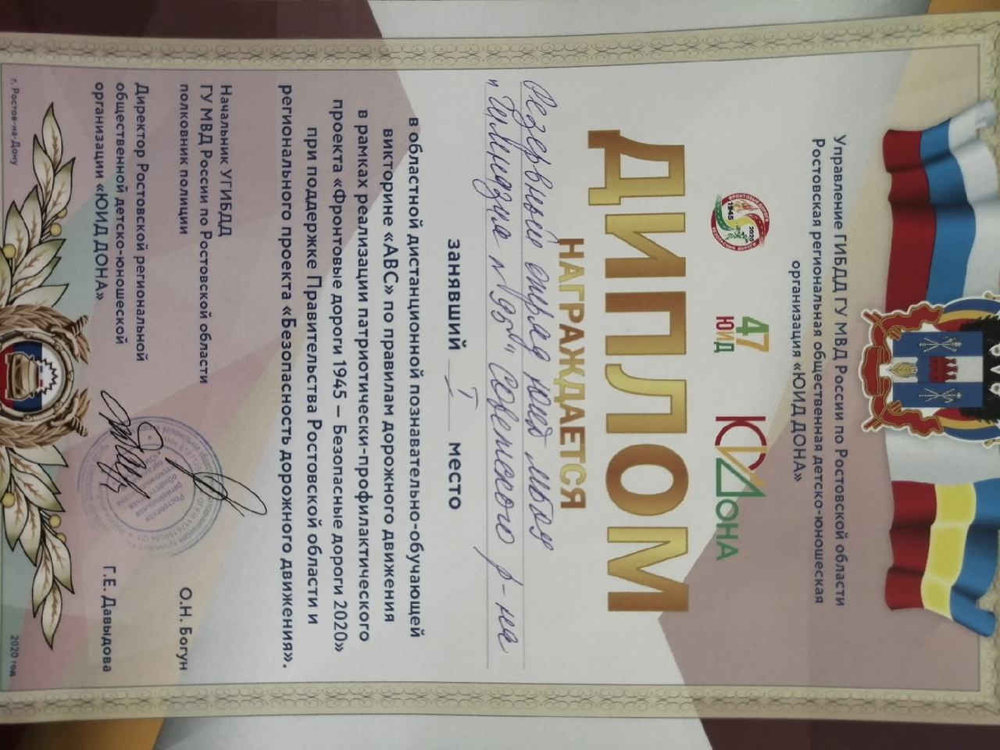 Управление ГИБДД ГУ МВД России по Ростовской области
Ростовская региональная общественная детско-юношеская
организация «ЮИД ДОНА»
ФРОНТОВЫЕ ДОРОГИ
1945
2020
БЕЗОПАСНЫЕ ДОРОГИ
47
ЮИД
ЮИД ДОНА
ДИПЛОМ
НАГРАЖДАЕТСЯ
Резервный отряд ЮИД МБОУ
"Гимназия №95" Советского р-на
занявший I место
в областной дистанционной познавательно-обучающей
викторине «АВС» по правилам дорожного движения
в рамках реализации патриотически-профилактического
проекта «Фронтовые дороги 1945 – Безопасные дороги 2020»
при поддержке Правительства Ростовской области и
регионального проекта «Безопасность дорожного движения».
Начальник УГИБДД
ГУ МВД России по Ростовской области
полковник полиции
О.Н. Богун
Директор Ростовской региональной
общественной детско-юношеской
организации «ЮИД ДОНА»
Г.Е. Давыдова
г. Ростов-на-Дону
2020 год